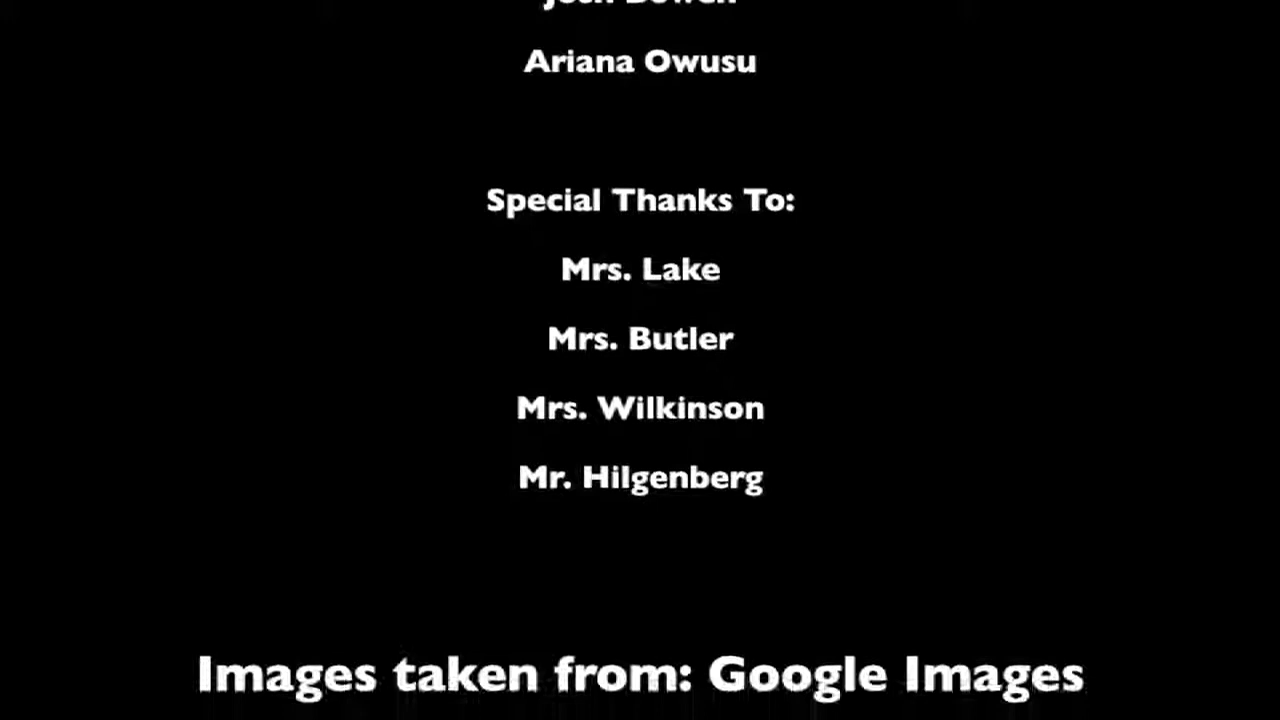 Ariana Owusu
Special Thanks To:
Mrs. Lake
Mrs. Butler
Mrs. Wilkinson
Mr. Hilgenberg
Images taken from: Google Images